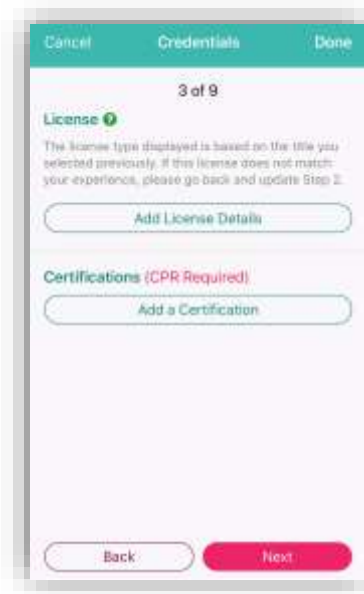 Cancel Credentials Done
3 of 9
License ?
The license type displayed is based on the title you
selected previously. If this license does not match
your experience, please go back and update Step 2.
Add License Details
Certifications (CPR Required)
Add a Certification
Back Next